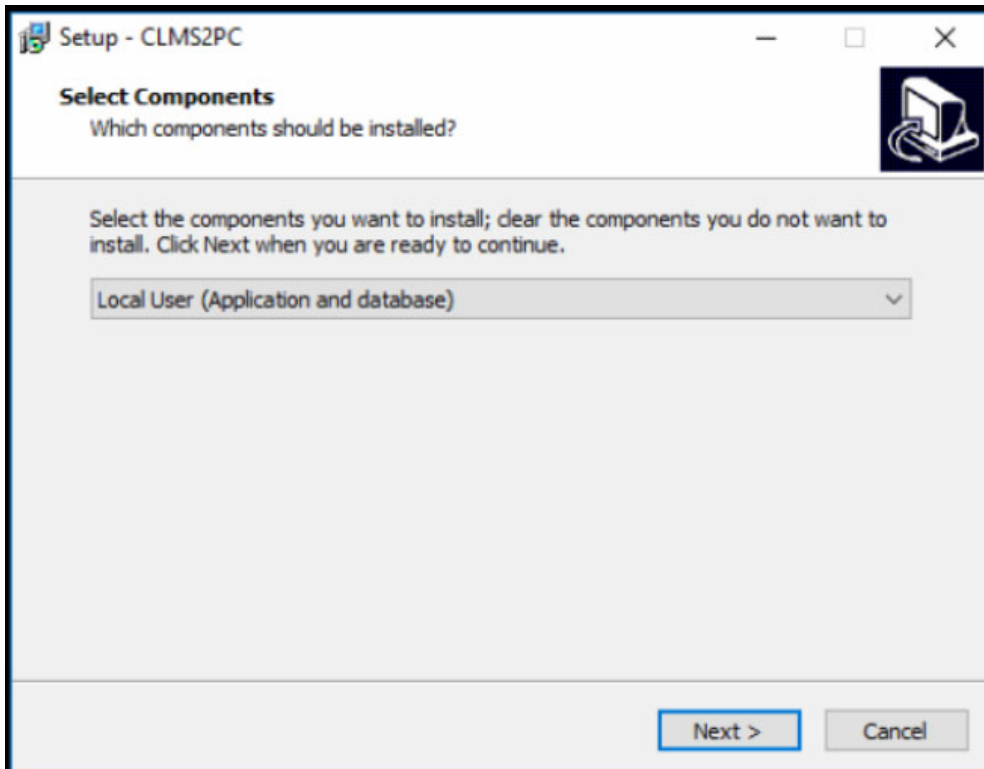 Setup - CLMS2PC
Select Components
Which components should be installed?
Select the components you want to install; clear the components you do not want to
install. Click Next when you are ready to continue.
Local User (Application and database)
Next >
Cancel